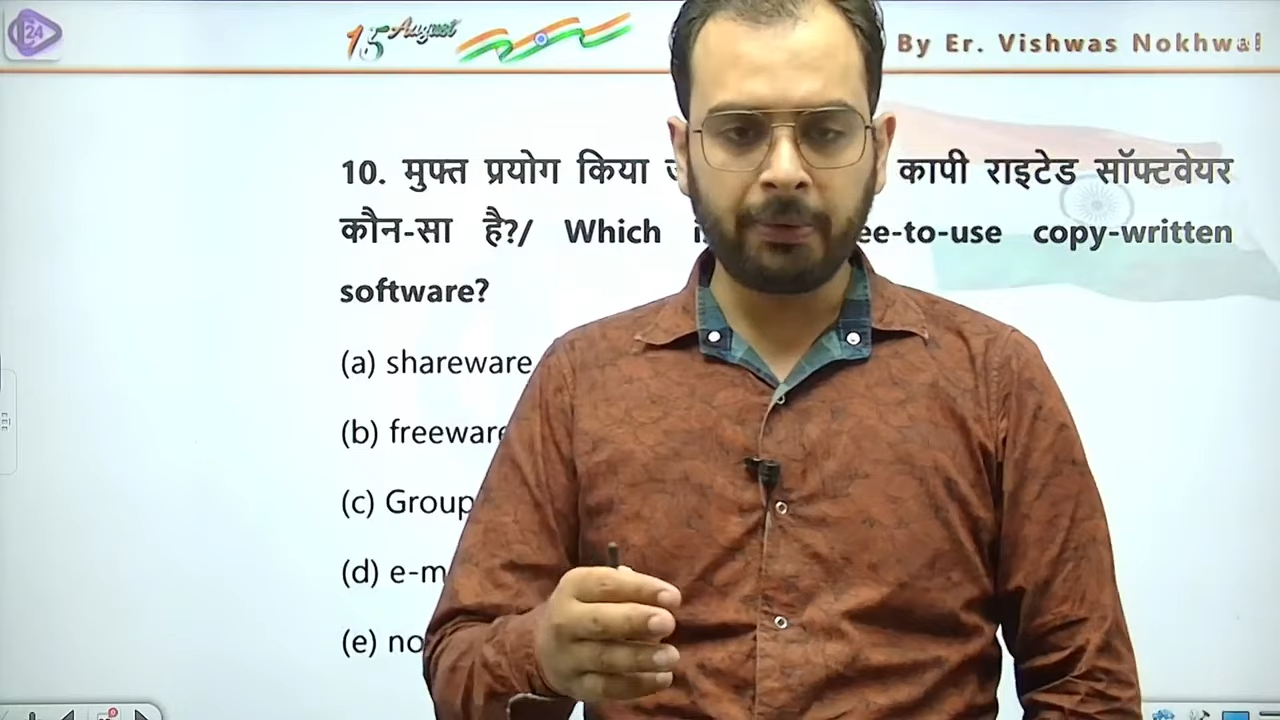 24
15 August
By Er. Vishwas Nokhwal
10. मुफ्त प्रयोग किया कापी राइटेड सॉफ्टवेयर
कौन-सा है?/ Which ee-to-use copy-written
software?
(a) shareware
(b) freeware
(c) Group
(d) e-m
(e) no